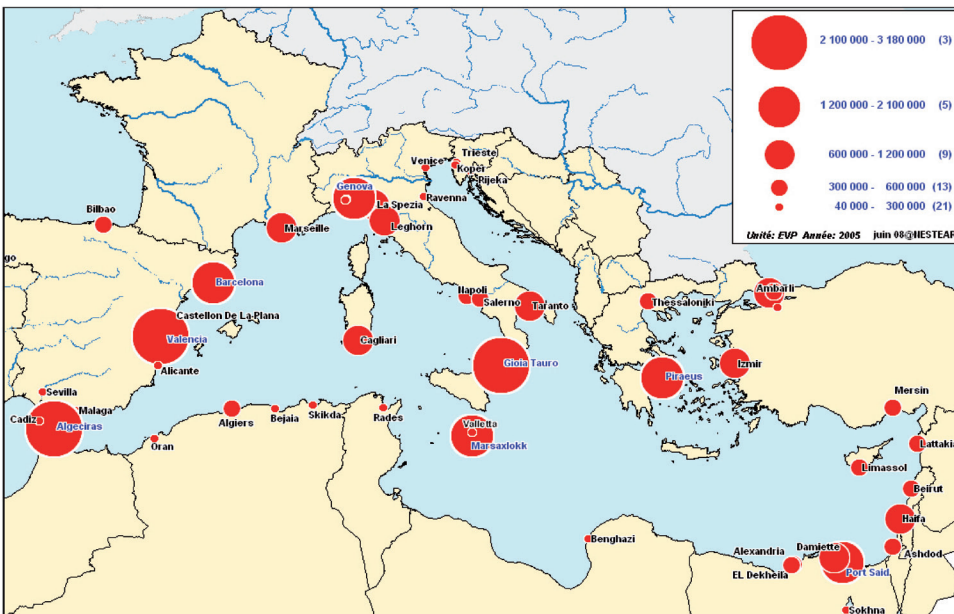 2 100 000 - 3 180 000 (3)
1 200 000 - 2 100 000 (5)
600 000 - 1 200 000 (9)
300 000 - 600 000 (13)
40 000 - 300 000 (21)
Unité: EVP Année: 2005 juin 08@NESTEAR
Trieste
Venice
Koper
Rijeka
Genova
Ravenna
La Spezia
Bilbao
Marseille
Leghorn
go
Barcelona
Ambarli
Napoli
Salerno
Taranto
Thessaloniki
Castellon De La Plana
Valencia
Cagliari
Alicante
Gioia Tauro
Izmir
Piraeus
Sevilla
Mersin
Malaga
Cadiz
Algeciras
Algiers
Bejaia
Skikda
Rades
Valletta
Oran
Marsaxlokk
Lattakia
Limassol
Beirut
Haifa
Benghazi
Alexandria
Damiette
Ashdod
EL Dekheila
Port Said
Sokhna